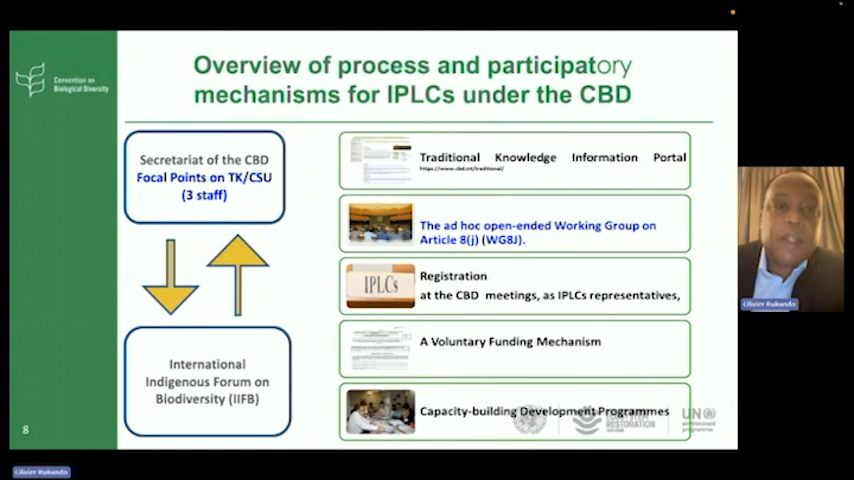 Convention on
Biological Diversity
Overview of process and participatory
mechanisms for IPLCs under the CBD
Secretariat of the CBD
Focal Points on TK/CSU
(3 staff)
International
Indigenous Forum on
Biodiversity (IIFB)
Traditional Knowledge Information Portal
https://www.cbd.int/traditional/
The ad hoc open-ended Working Group on
Article 8(j) (WG8J).
IPLCs
Registration
at the CBD meetings, as IPLCs representatives,
A Voluntary Funding Mechanism
Capacity-building Development Programmes
RESTORATION
UN
environment
programme
8
Olivier Rukundo
Olivier Rukundo